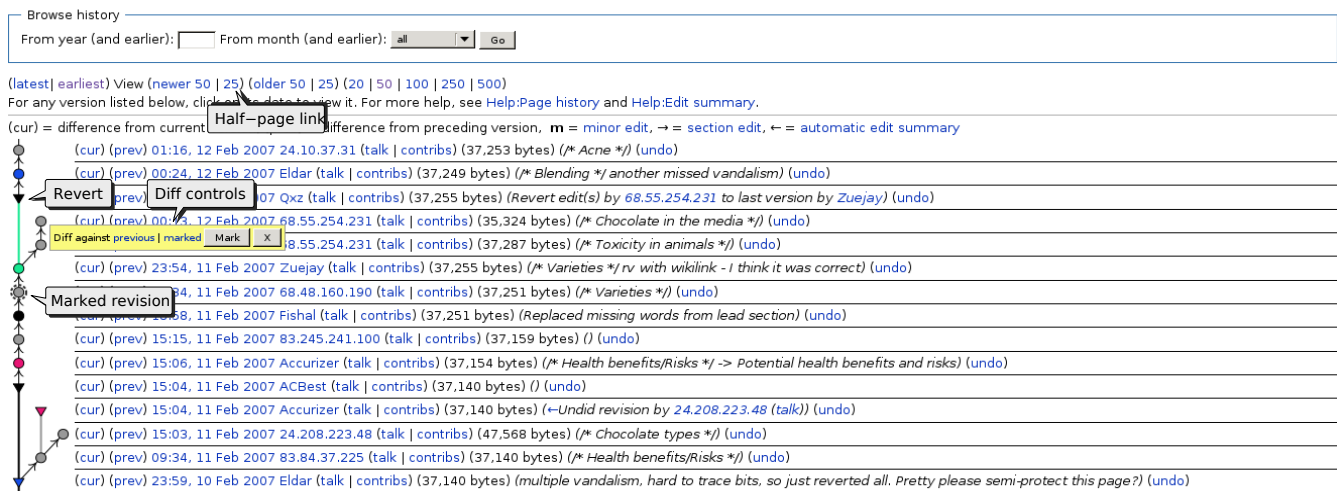 Browse history
From year (and earlier): From month (and earlier): all Go
(latest| earliest) View (newer 50 | 25) (older 50 | 25) (20 | 50 | 100 | 250 | 500)
For any version listed below, click on its date to view it. For more help, see Help:Page history and Help:Edit summary.
Half−page link
(cur) = difference from current difference from preceding version, m = minor edit, → = section edit, ← = automatic edit summary
(cur) (prev) 01:16, 12 Feb 2007 24.10.37.31 (talk | contribs) (37,253 bytes) (/* Acne */) (undo)
(cur) (prev) 00:24, 12 Feb 2007 Eldar (talk | contribs) (37,249 bytes) (/* Blending */ another missed vandalism) (undo)
Revert Diff controls
2007 Qxz (talk | contribs) (37,255 bytes) (Revert edit(s) by 68.55.254.231 to last version by Zuejay) (undo)
(cur) (prev) 12 Feb 2007 68.55.254.231 (talk | contribs) (35,324 bytes) (/* Chocolate in the media */) (undo)
Diff against previous | marked Mark X
68.55.254.231 (talk | contribs) (37,287 bytes) (/* Toxicity in animals */) (undo)
(cur) (prev) 23:54, 11 Feb 2007 Zuejay (talk | contribs) (37,255 bytes) (/* Varieties */ rv with wikilink - I think it was correct) (undo)
11 Feb 2007 68.48.160.190 (talk | contribs) (37,251 bytes) (/* Varieties */) (undo)
Marked revision
11 Feb 2007 Fishal (talk | contribs) (37,251 bytes) (Replaced missing words from lead section) (undo)
(cur) (prev) 15:15, 11 Feb 2007 83.245.241.100 (talk | contribs) (37,159 bytes) () (undo)
(cur) (prev) 15:06, 11 Feb 2007 Accurizer (talk | contribs) (37,154 bytes) (/* Health benefits/Risks */ -> Potential health benefits and risks) (undo)
(cur) (prev) 15:04, 11 Feb 2007 ACBest (talk | contribs) (37,140 bytes) () (undo)
(cur) (prev) 15:04, 11 Feb 2007 Accurizer (talk | contribs) (37,140 bytes) (←Undid revision by 24.208.223.48 (talk)) (undo)
(cur) (prev) 15:03, 11 Feb 2007 24.208.223.48 (talk | contribs) (47,568 bytes) (/* Chocolate types */) (undo)
(cur) (prev) 09:34, 11 Feb 2007 83.84.37.225 (talk | contribs) (37,140 bytes) (/* Health benefits/Risks */) (undo)
(cur) (prev) 23:59, 10 Feb 2007 Eldar (talk | contribs) (37,140 bytes) (multiple vandalism, hard to trace bits, so just reverted all. Pretty please semi-protect this page?) (undo)